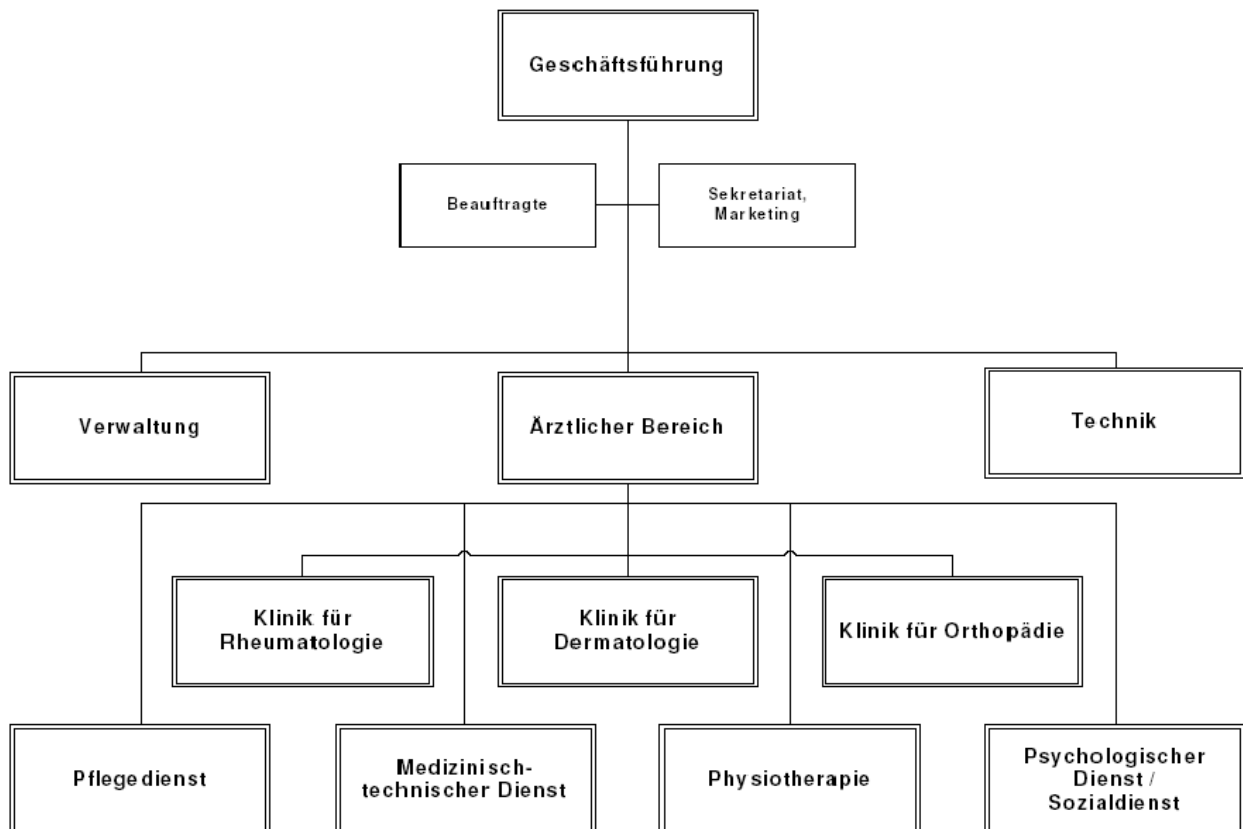 Geschäftsführung
Beauftragte
Sekretariat,
Marketing
Verwaltung
Ärztlicher Bereich
Technik
Klinik für
Rheumatologie
Klinik für
Dermatologie
Klinik für Orthopädie
Pflegedienst
Medizinisch-
technischer Dienst
Physiotherapie
Psychologischer
Dienst /
Sozialdienst